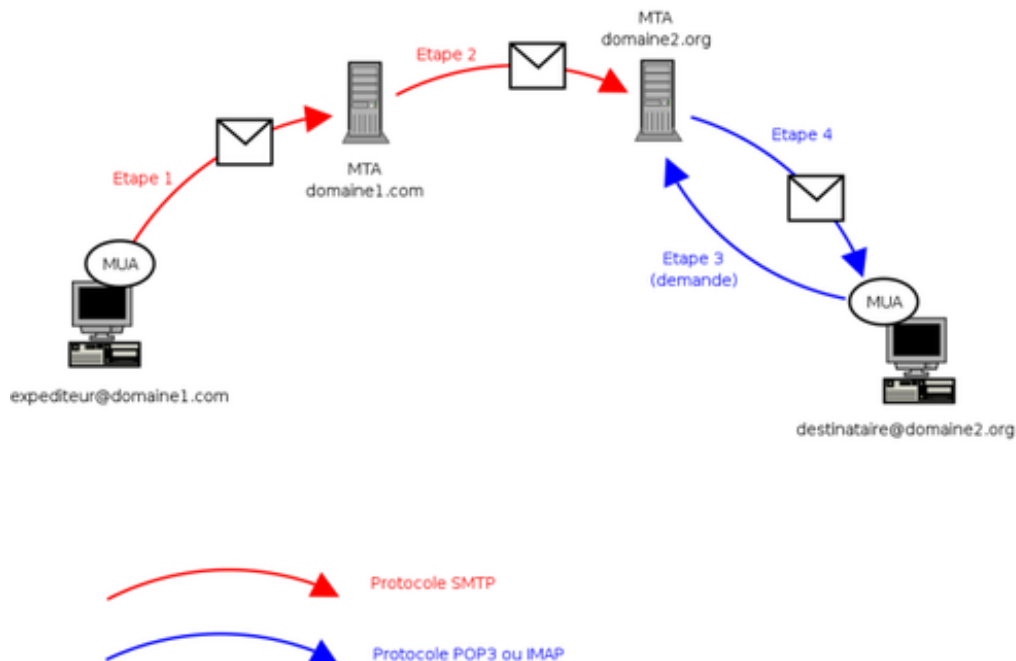 MTA
domaine2.org
Etape 2
MTA
domaine1.com
Etape 1
Etape 4
MUA
Etape 3
(demande)
MUA
expediteur@domaine1.com
destinataire@domaine2.org
Protocole SMTP
Protocole POP3 ou IMAP